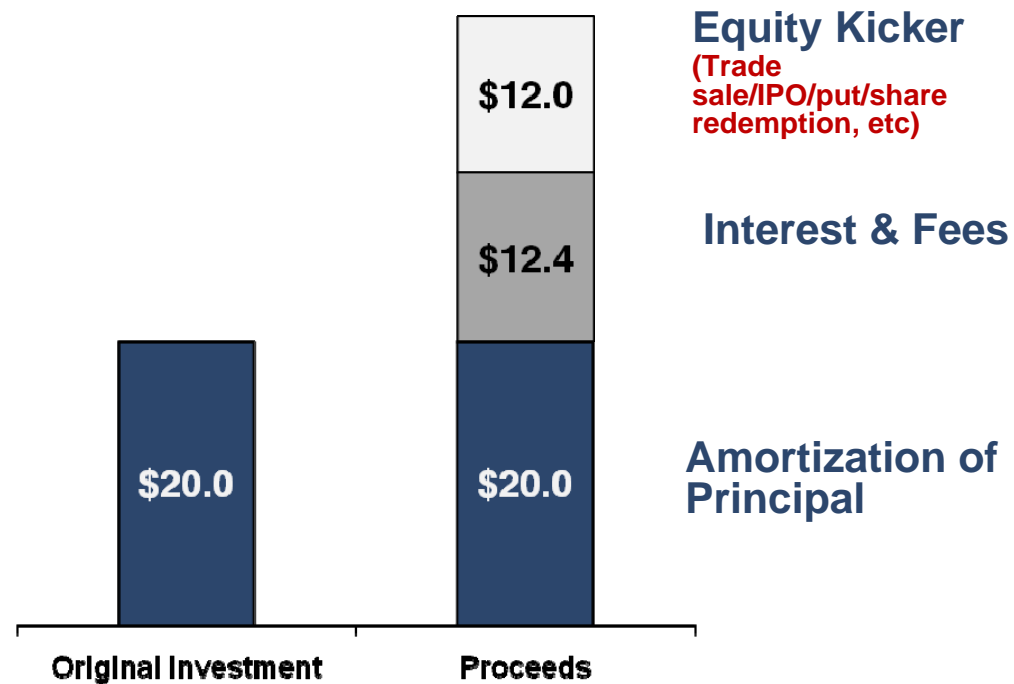 Equity Kicker
(Trade
sale/IPO/put/share
redemption, etc)
$12.0
Interest & Fees
$12.4
Amortization of
Principal
$20.0
$20.0
Original Investment
Proceeds